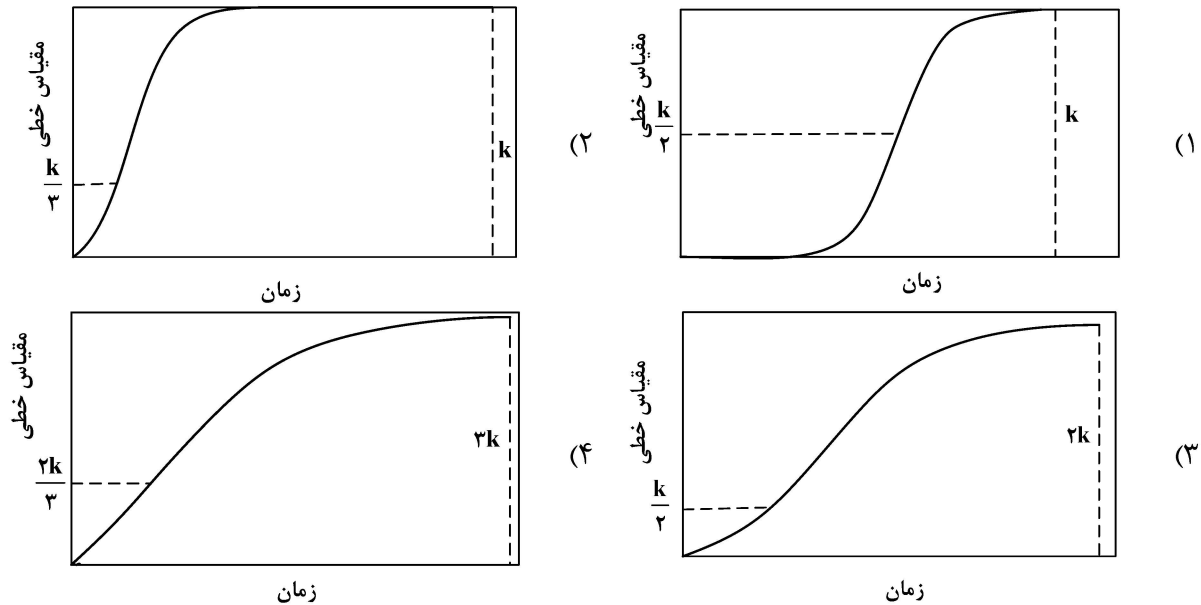 ۱)
مقیاس خطی
k
۲
k
زمان
۲)
مقیاس خطی
k
۳
k
زمان
۳)
مقیاس خطی
k
۲
۲k
زمان
۴)
مقیاس خطی
۲k
۳
۳k
زمان